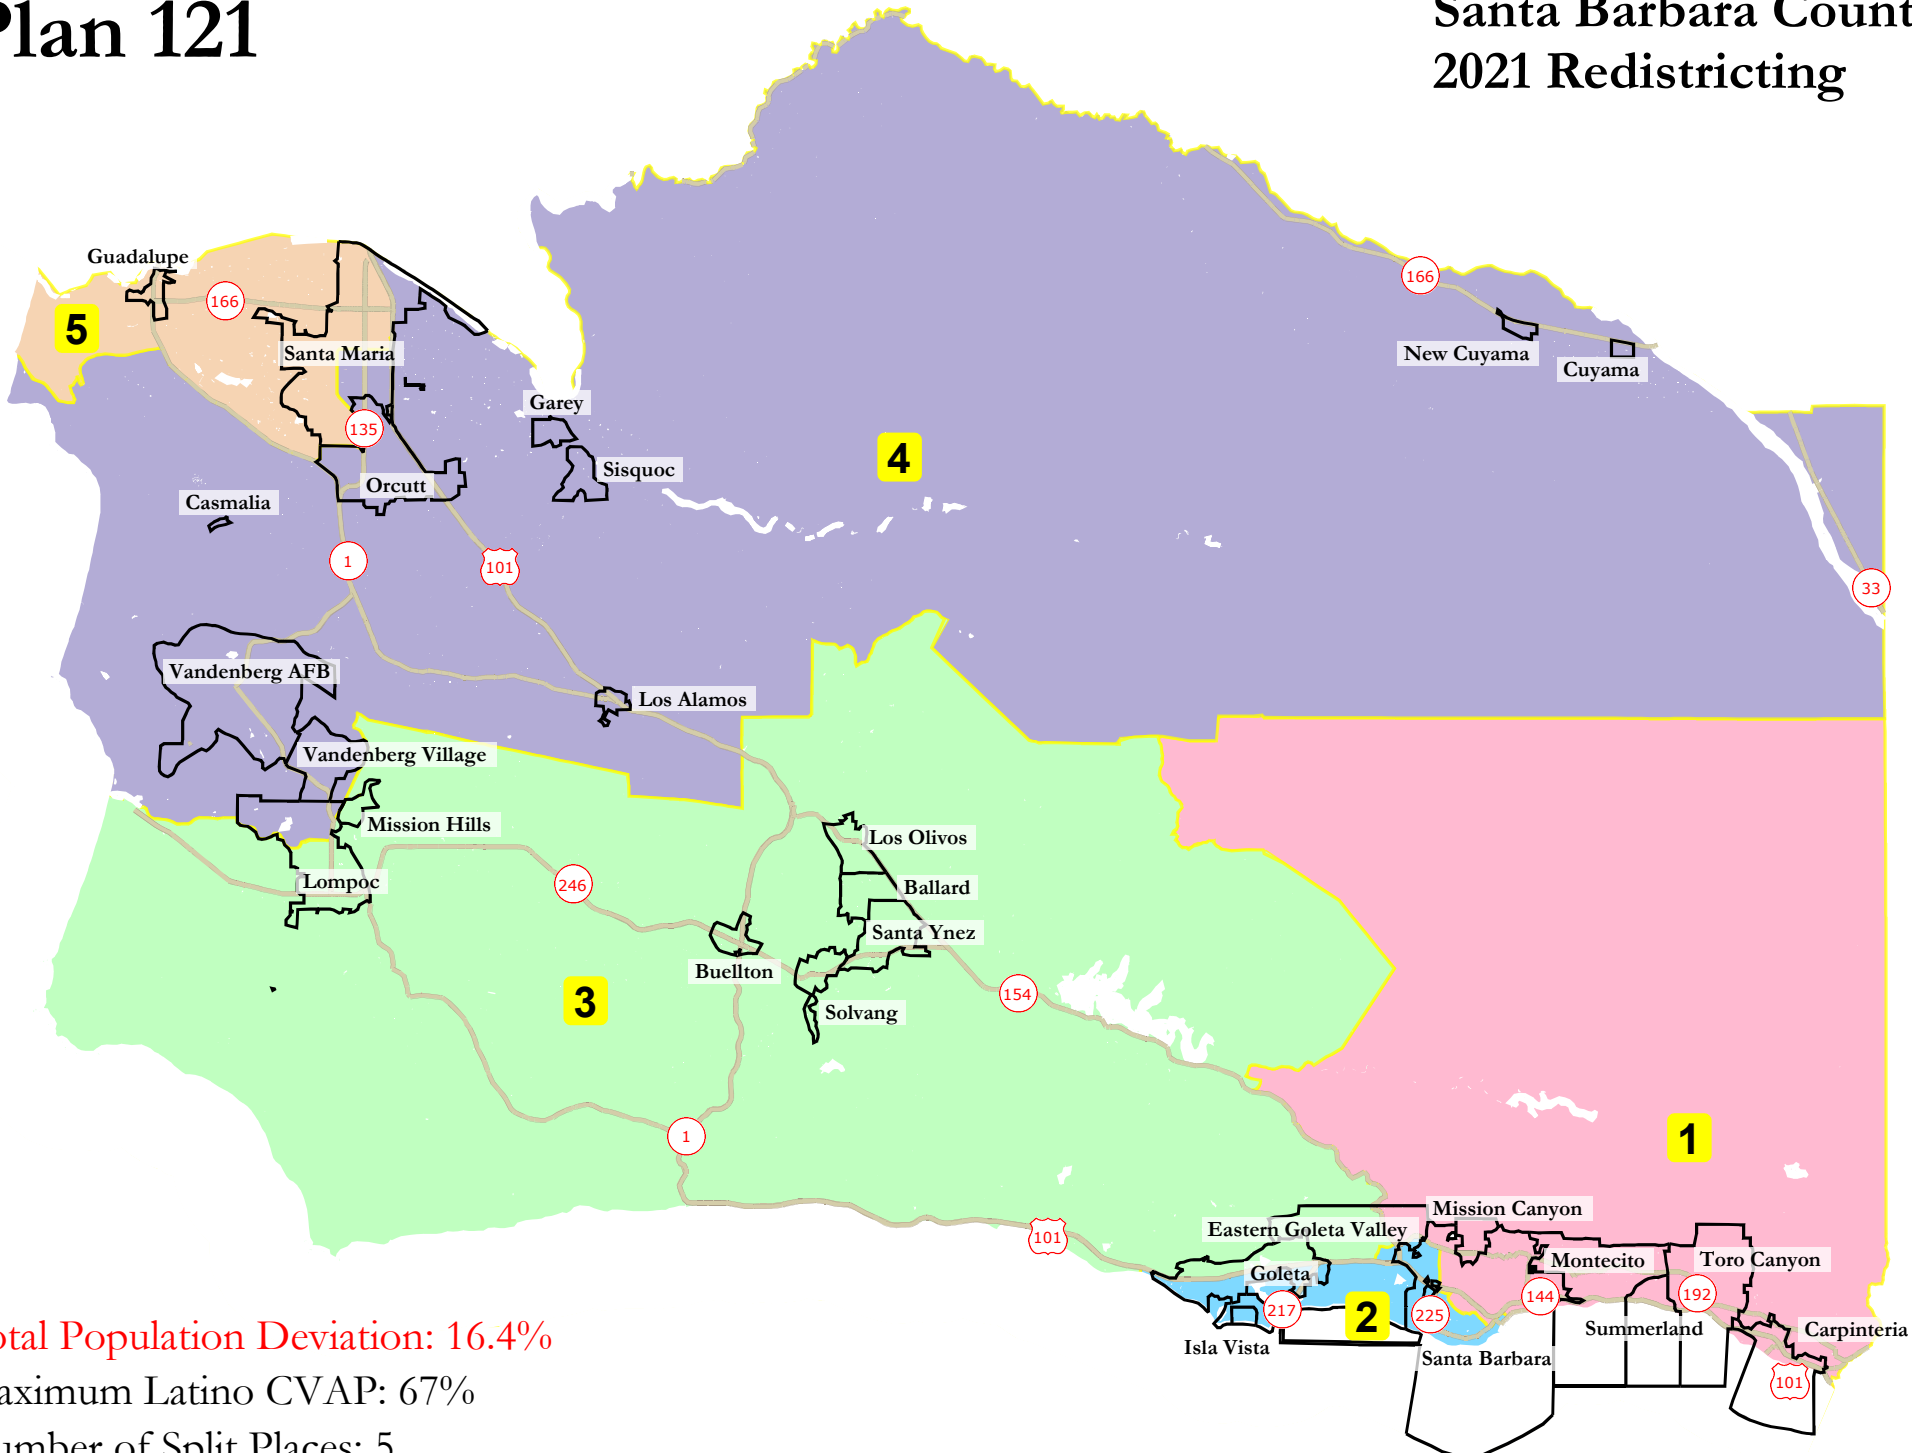 Plan 121
Santa Barbara Count
2021 Redistricting
Guadalupe
166
5
Santa Maria
135
Orcutt
Casmalia
Garey
Sisquoc
4
166
New Cuyama
Cuyama
33
1
101
Vandenberg AFB
Los Alamos
Vandenberg Village
Mission Hills
Lompoc
246
Los Olivos
Ballard
Santa Ynez
Buellton
Solvang
3
154
1
1
101
Mission Canyon
Eastern Goleta Valley
Montecito
Toro Canyon
Goleta
217
2
225
144
192
Isla Vista
Santa Barbara
Summerland
Carpinteria
101
otal Population Deviation: 16.4%
aximum Latino CVAP: 67%
umber of Split Places: 5